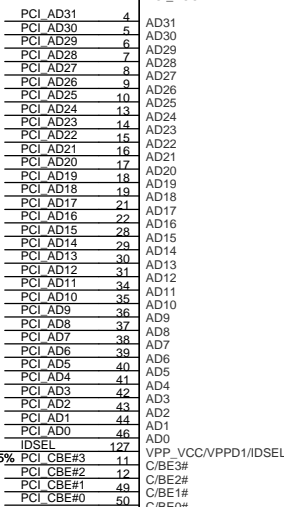 PCI_AD31 4 AD31
PCI_AD30 5 AD30
PCI_AD29 6 AD29
PCI_AD28 7 AD28
PCI_AD27 8 AD27
PCI_AD26 9 AD26
PCI_AD25 10 AD25
PCI_AD24 13 AD24
PCI_AD23 14 AD23
PCI_AD22 15 AD22
PCI_AD21 16 AD21
PCI_AD20 17 AD20
PCI_AD19 18 AD19
PCI_AD18 19 AD18
PCI_AD17 21 AD17
PCI_AD16 22 AD16
PCI_AD15 28 AD15
PCI_AD14 29 AD14
PCI_AD13 30 AD13
PCI_AD12 31 AD12
PCI_AD11 34 AD11
PCI_AD10 35 AD10
PCI_AD9 36 AD9
PCI_AD8 37 AD8
PCI_AD7 38 AD7
PCI_AD6 39 AD6
PCI_AD5 40 AD5
PCI_AD4 41 AD4
PCI_AD3 42 AD3
PCI_AD2 43 AD2
PCI_AD1 44 AD1
PCI_AD0 46 AD0
IDSEL 127 VPP_VCC/VPPD1/IDSEL
5% PCI_CBE#3 11 C/BE3#
PCI_CBE#2 12 C/BE2#
PCI_CBE#1 49 C/BE1#
PCI_CBE#0 50 C/BE0#